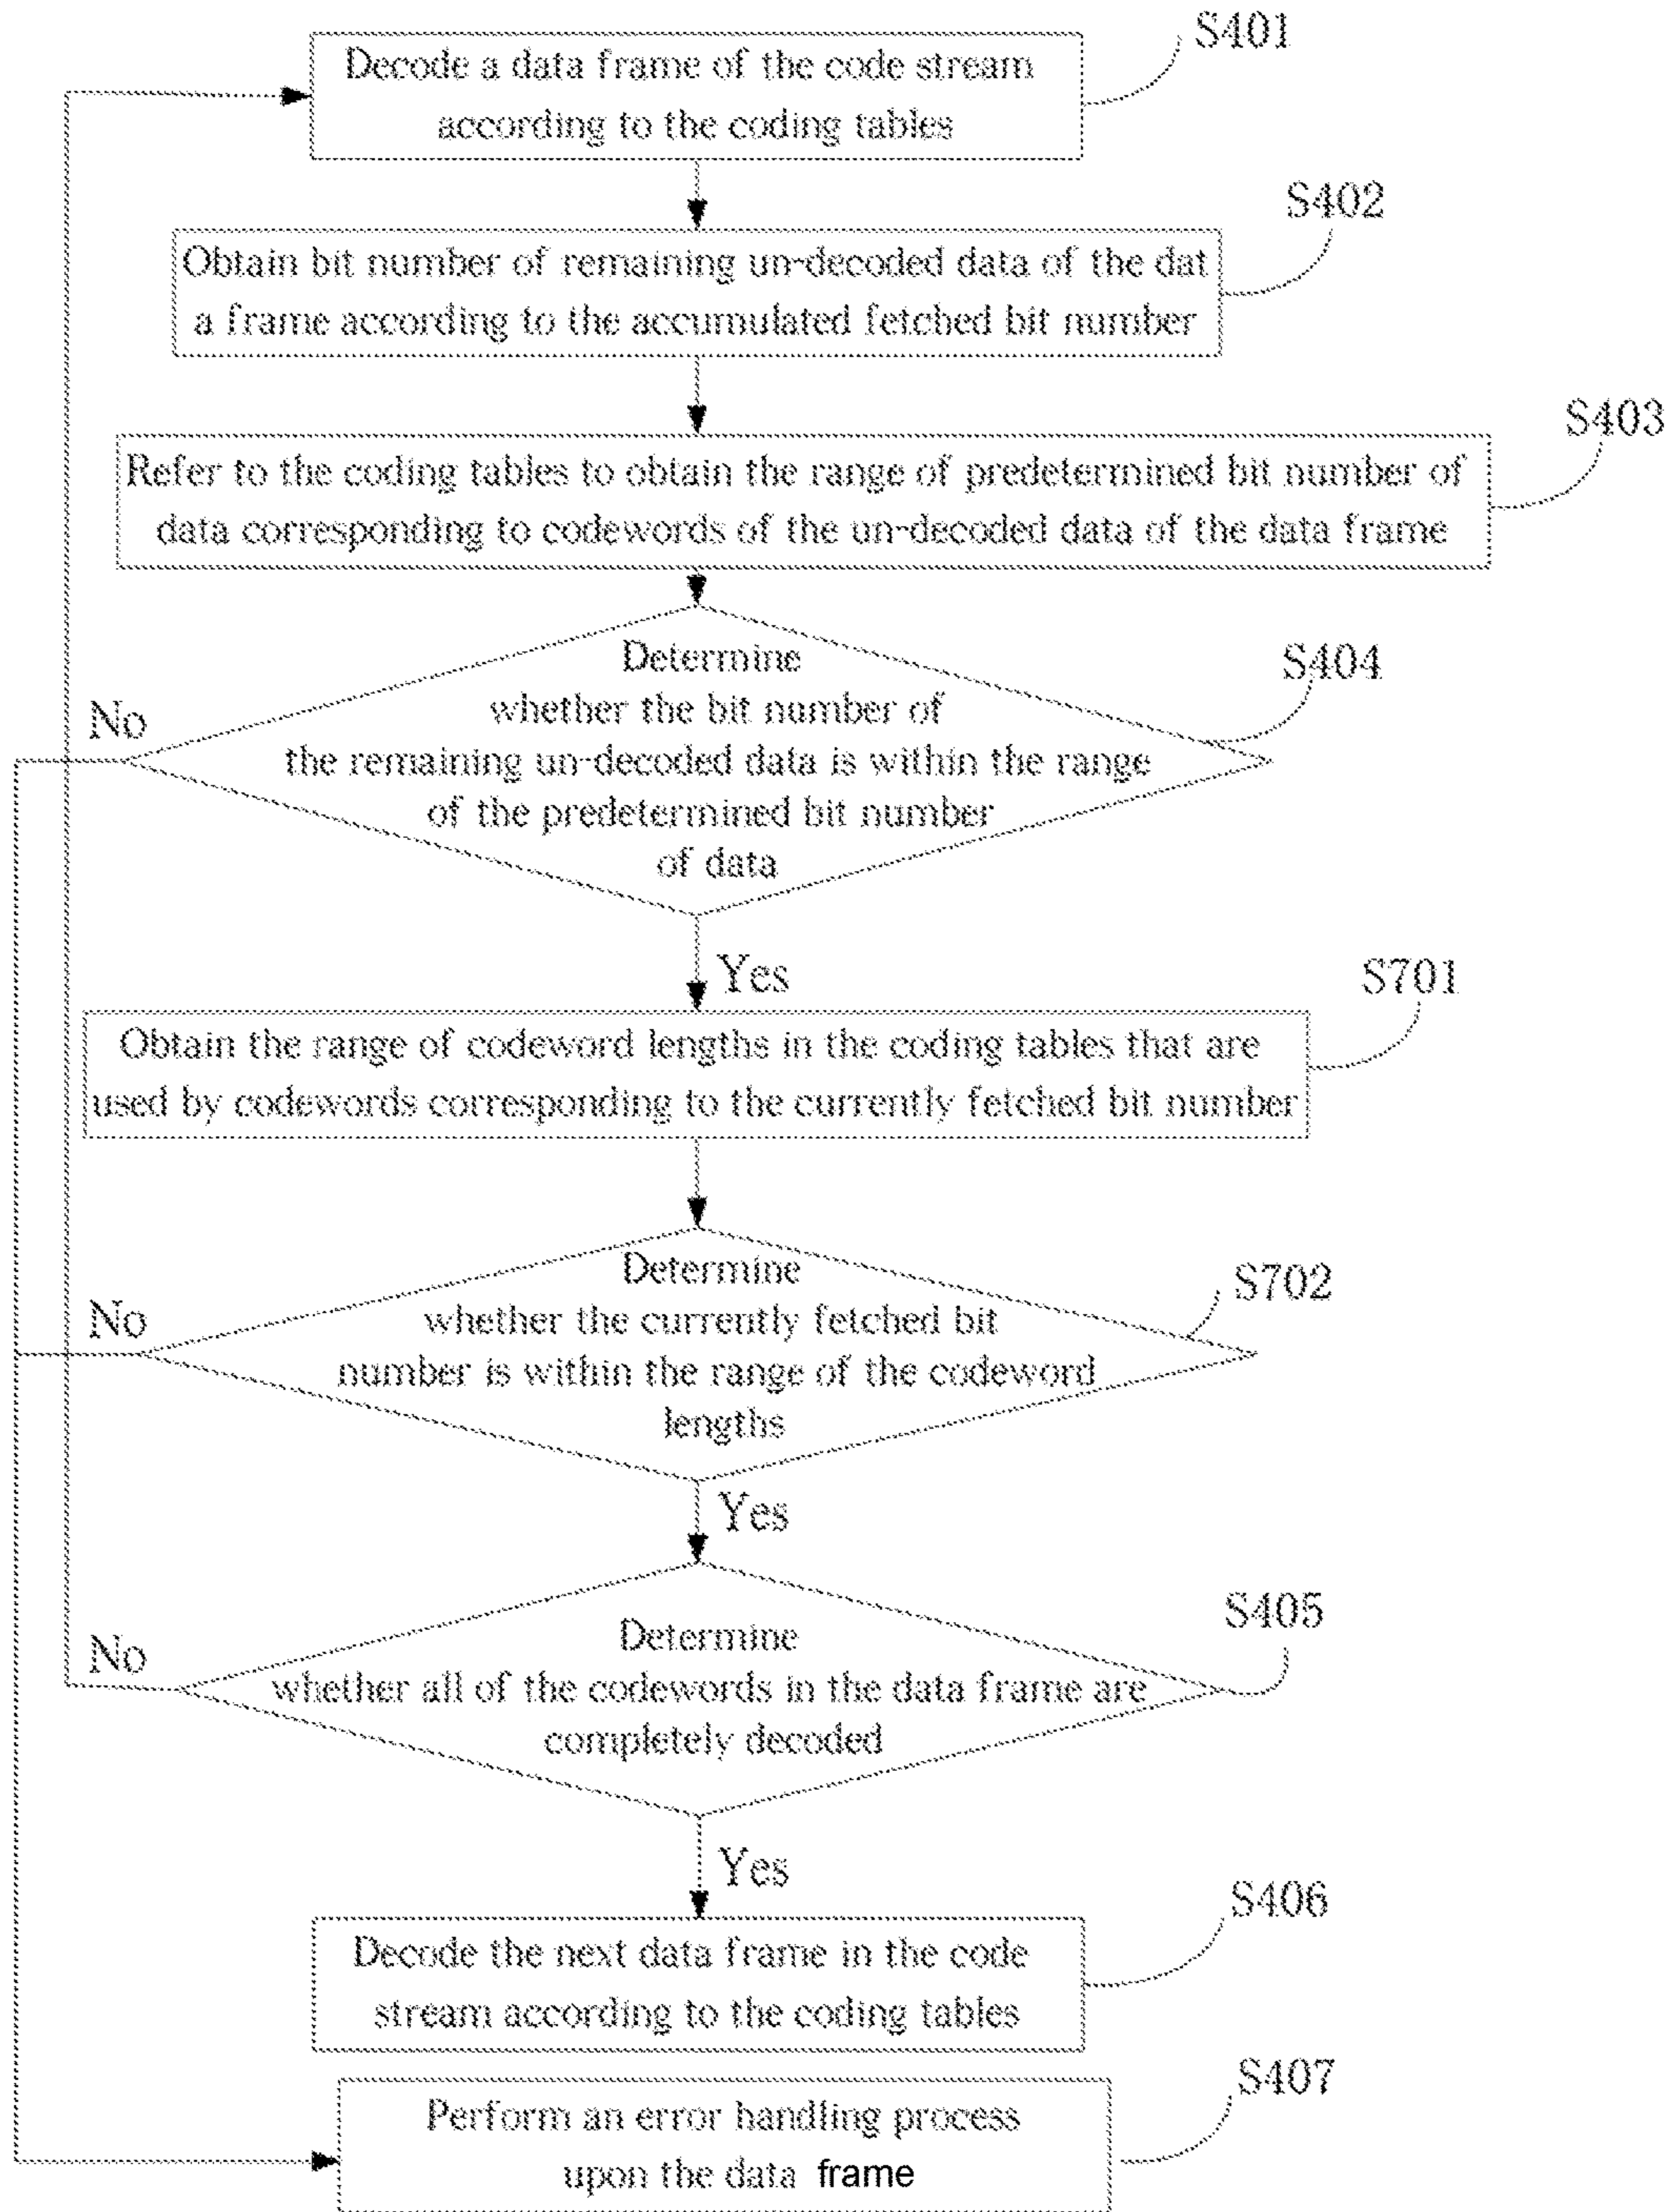 S401
Decode a data frame of the code stream
according to the coding tables
S402
Obtain bit number of remaining un-decoded data of the dat
a frame according to the accumulated fetched bit number
S403
Refer to the coding tables to obtain the range of predetermined bit number of
data corresponding to codewords of the un-decoded data of the data frame
S404
Determine
No
whether the bit number of
the remaining un-decoded data is within the range
of the predetermined bit number
of data
Yes
S701
Obtain the range of codeword lengths in the coding tables that are
used by codewords corresponding to the currently fetched bit number
S702
Determine
No
whether the currently fetched bit
number is within the range of the codeword
lengths
Yes
S405
Determine
No
whether all of the codewords in the data frame are
completely decoded
Yes
S406
Decode the next data frame in the code
stream according to the coding tables
S407
Perform an error handling process
upon the data frame